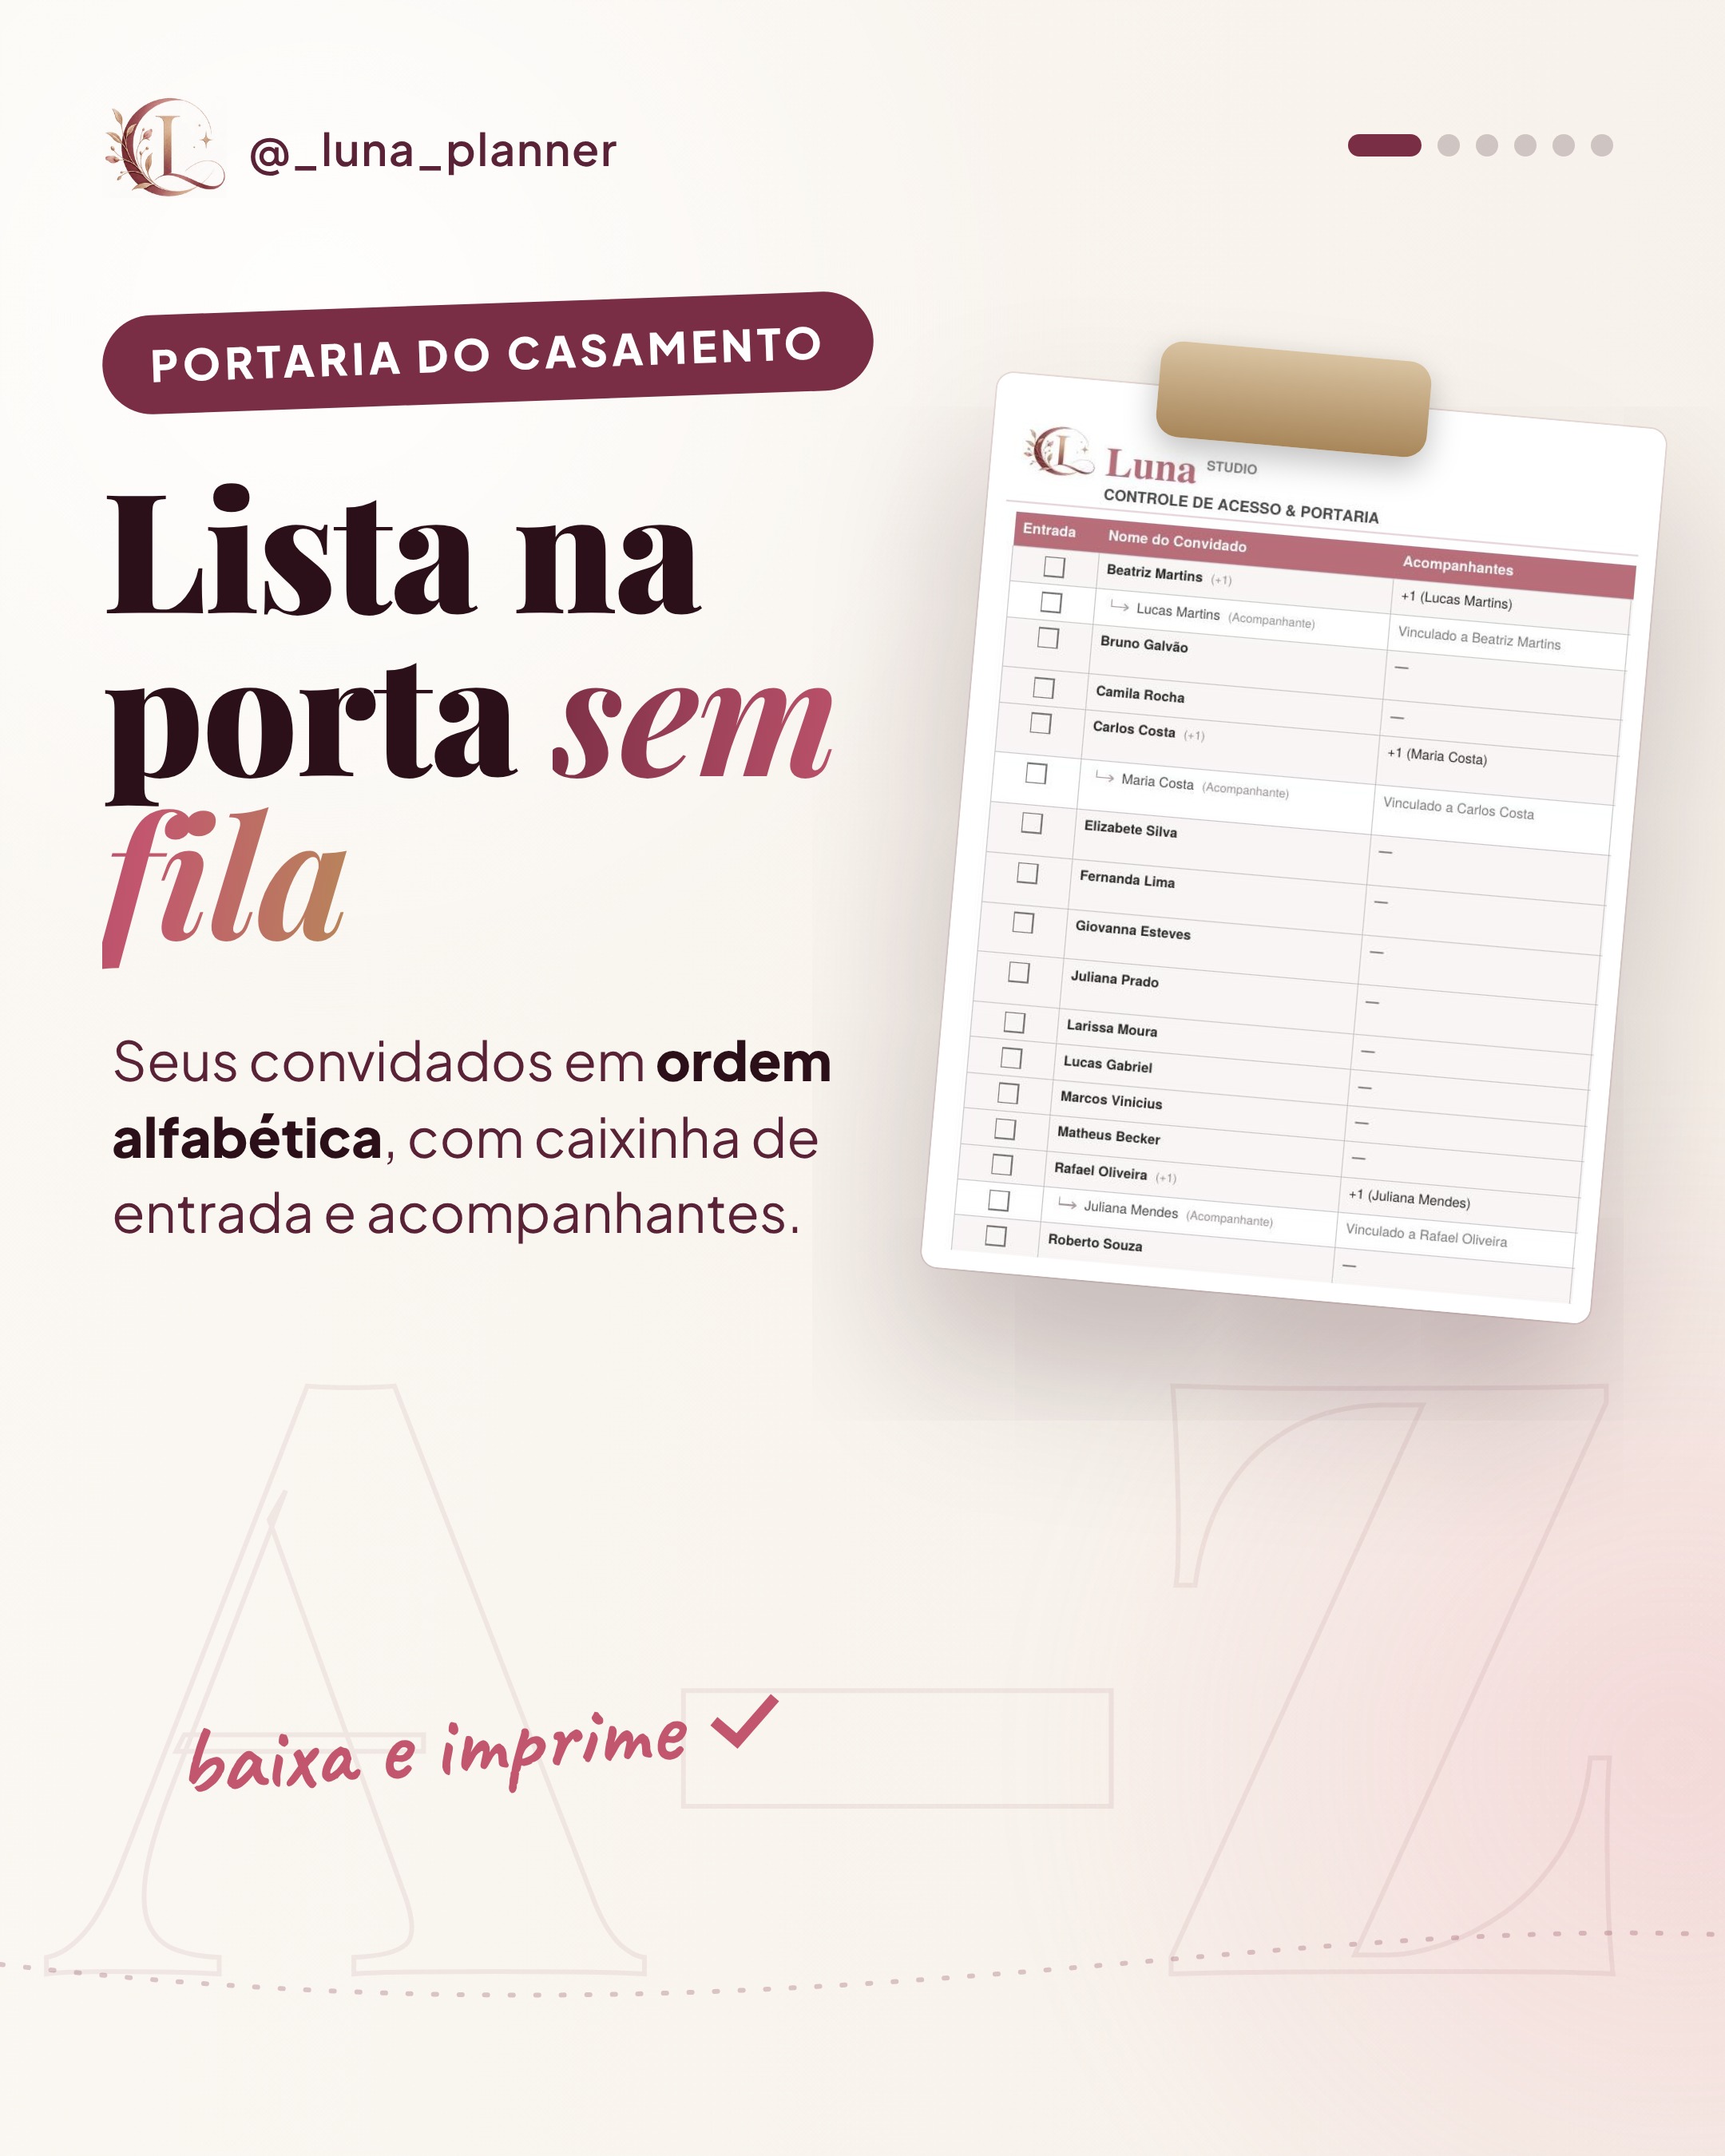 L
@_luna_planner
PORTARIA DO CASAMENTO
Lista na
porta sem
fila
Seus convidados em ordem
alfabética, com caixinha de
entrada e acompanhantes.
L
Luna STUDIO
CONTROLE DE ACESSO & PORTARIA
Entrada Nome do Convidado Acompanhantes
Beatriz Martins (+1) +1 (Lucas Martins)
↳ Lucas Martins (Acompanhante) Vinculado a Beatriz Martins
Bruno Galvão —
Camila Rocha —
Carlos Costa (+1) +1 (Maria Costa)
↳ Maria Costa (Acompanhante) Vinculado a Carlos Costa
Elizabete Silva —
Fernanda Lima —
Giovanna Esteves —
Juliana Prado —
Larissa Moura —
Lucas Gabriel —
Marcos Vinicius —
Matheus Becker —
Rafael Oliveira (+1) +1 (Juliana Mendes)
↳ Juliana Mendes (Acompanhante) Vinculado a Rafael Oliveira
Roberto Souza —
A-Z
baixa e imprime ✓